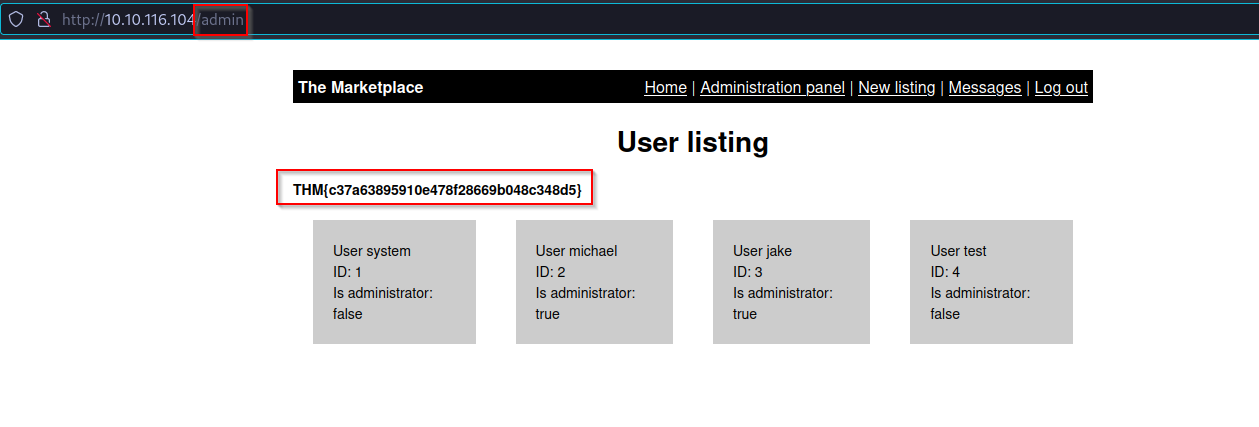 http://10.10.116.104/admin
The Marketplace
Home | Administration panel | New listing | Messages | Log out
User listing
THM{c37a63895910e478f28669b048c348d5}
User system
ID: 1
Is administrator:
false
User michael
ID: 2
Is administrator:
true
User jake
ID: 3
Is administrator:
true
User test
ID: 4
Is administrator:
false